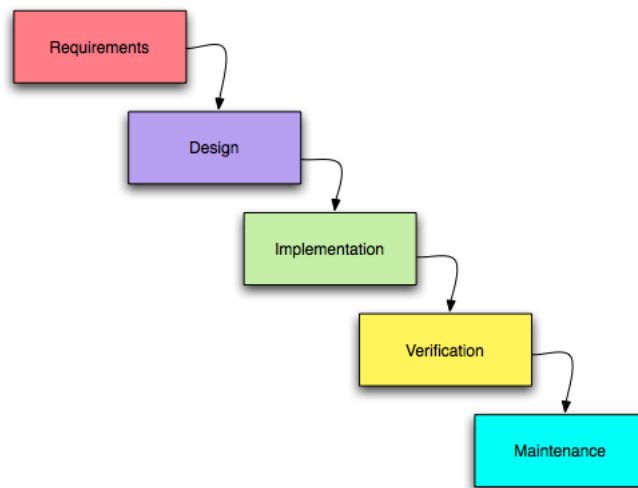 Requirements
Design
Implementation
Verification
Maintenance